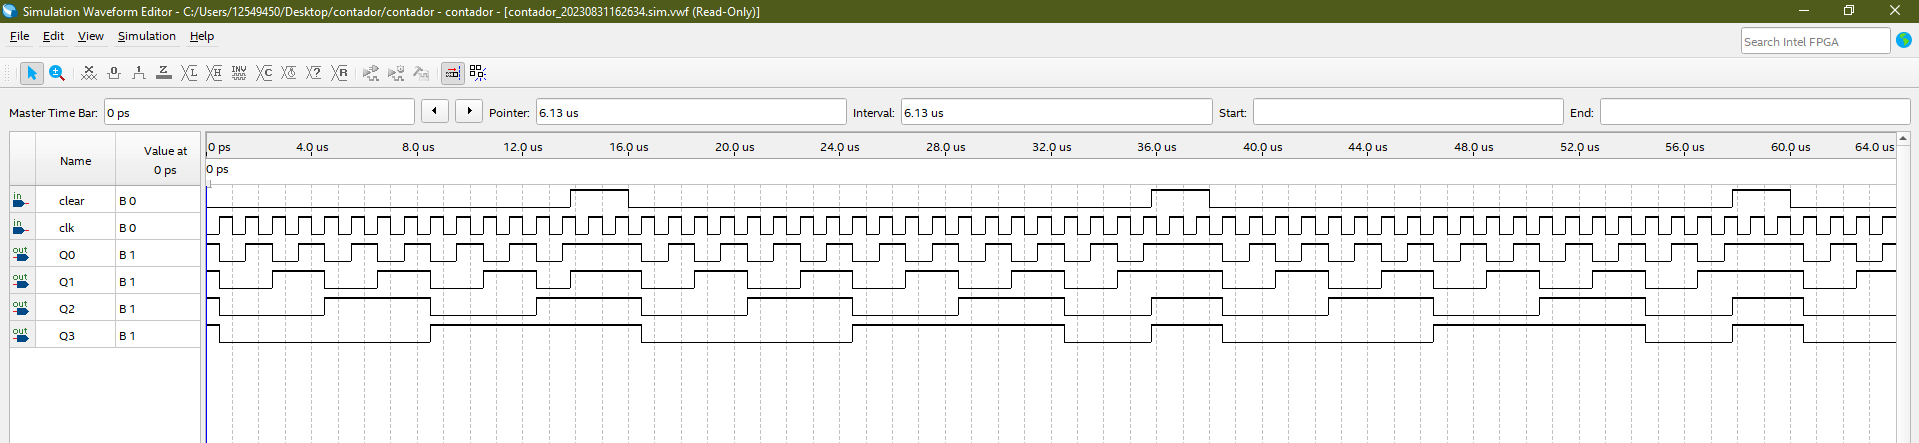 Simulation Waveform Editor - C:/Users/12549450/Desktop/contador/contador - contador - [contador_20230831162634.sim.vwf (Read-Only)]
File Edit View Simulation Help
Search Intel FPGA
Master Time Bar: 0 ps Pointer: 6.13 us Interval: 6.13 us Start: End:
Name Value at 0 ps
0 ps 4.0 us 8.0 us 12.0 us 16.0 us 20.0 us 24.0 us 28.0 us 32.0 us 36.0 us 40.0 us 44.0 us 48.0 us 52.0 us 56.0 us 60.0 us 64.0 us
0 ps
in clear B 0
in clk B 0
out Q0 B 1
out Q1 B 1
out Q2 B 1
out Q3 B 1